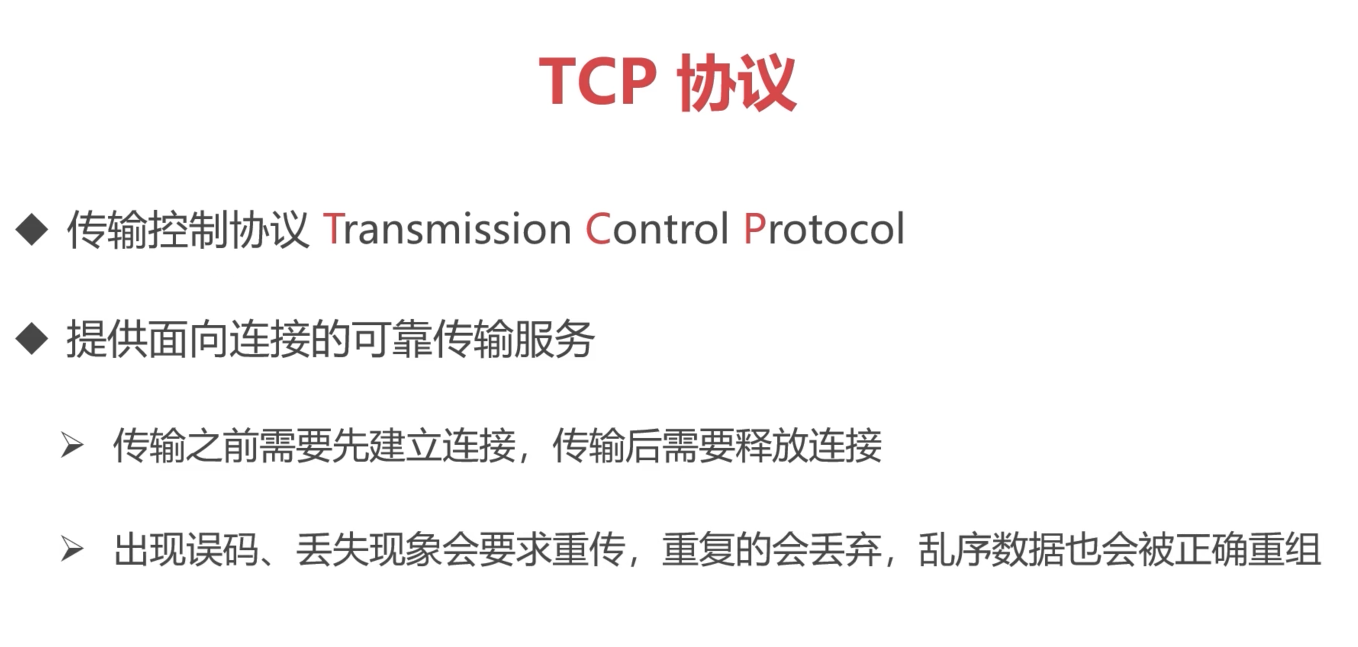 TCP 协议
传输控制协议 Transmission Control Protocol
提供面向连接的可靠传输服务
传输之前需要先建立连接，传输后需要释放连接
出现误码、丢失现象会要求重传，重复的会丢弃，乱序数据也会被正确重组